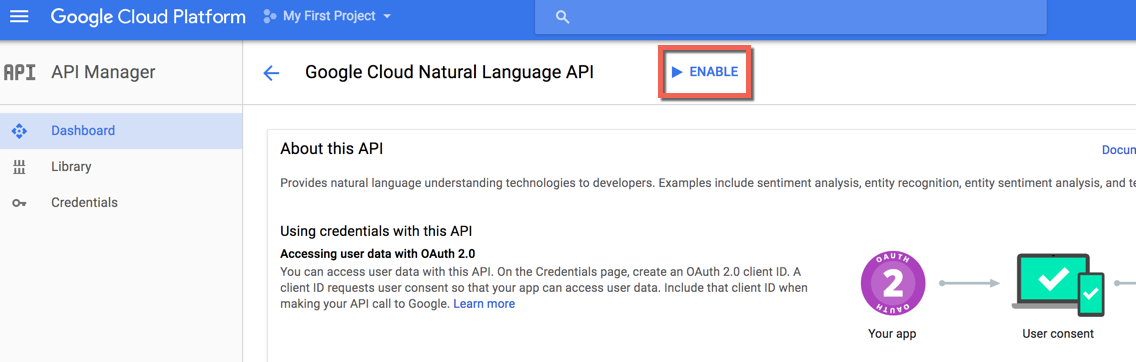 Google Cloud Platform
My First Project
API
API Manager
Google Cloud Natural Language API
ENABLE
Dashboard
Library
Credentials
About this API
Docum
Provides natural language understanding technologies to developers. Examples include sentiment analysis, entity recognition, entity sentiment analysis, and te
Using credentials with this API
Accessing user data with OAuth 2.0
You can access user data with this API. On the Credentials page, create an OAuth 2.0 client ID. A
client ID requests user consent so that your app can access user data. Include that client ID when
making your API call to Google. Learn more
OAUTH
2
OAUTH
Your app
User consent